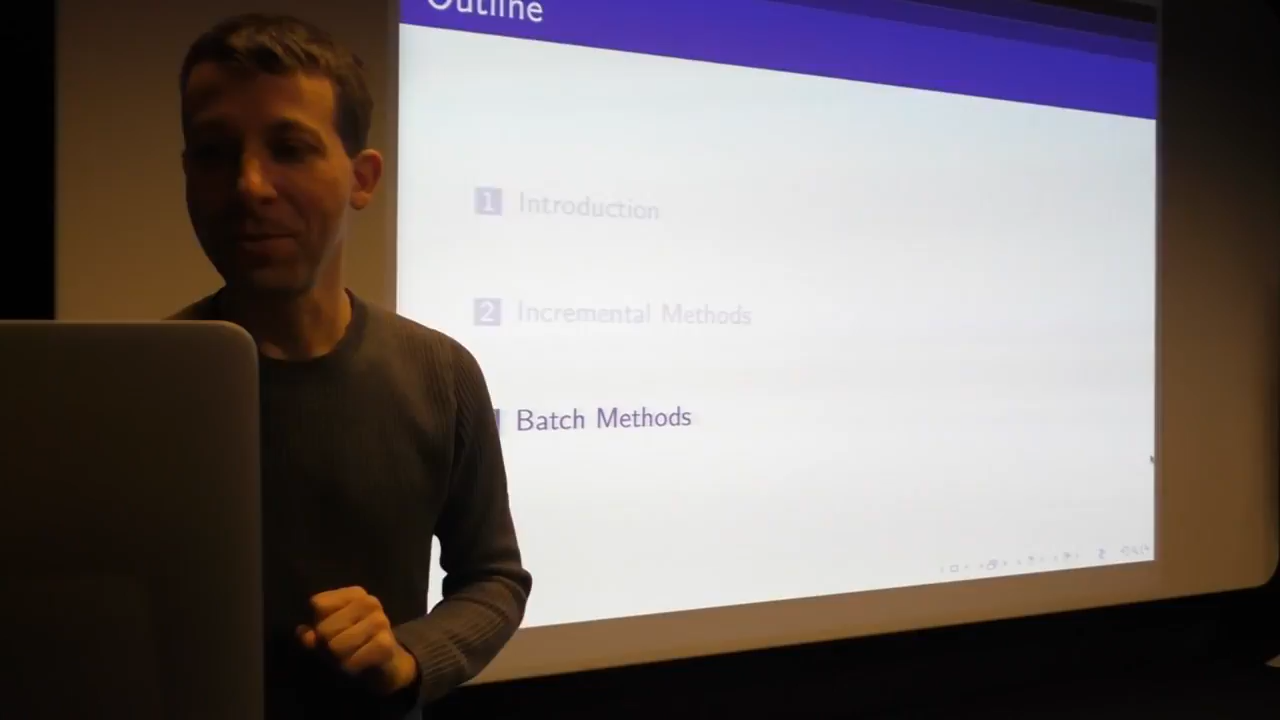 Outline
1 Introduction
2 Incremental Methods
Batch Methods